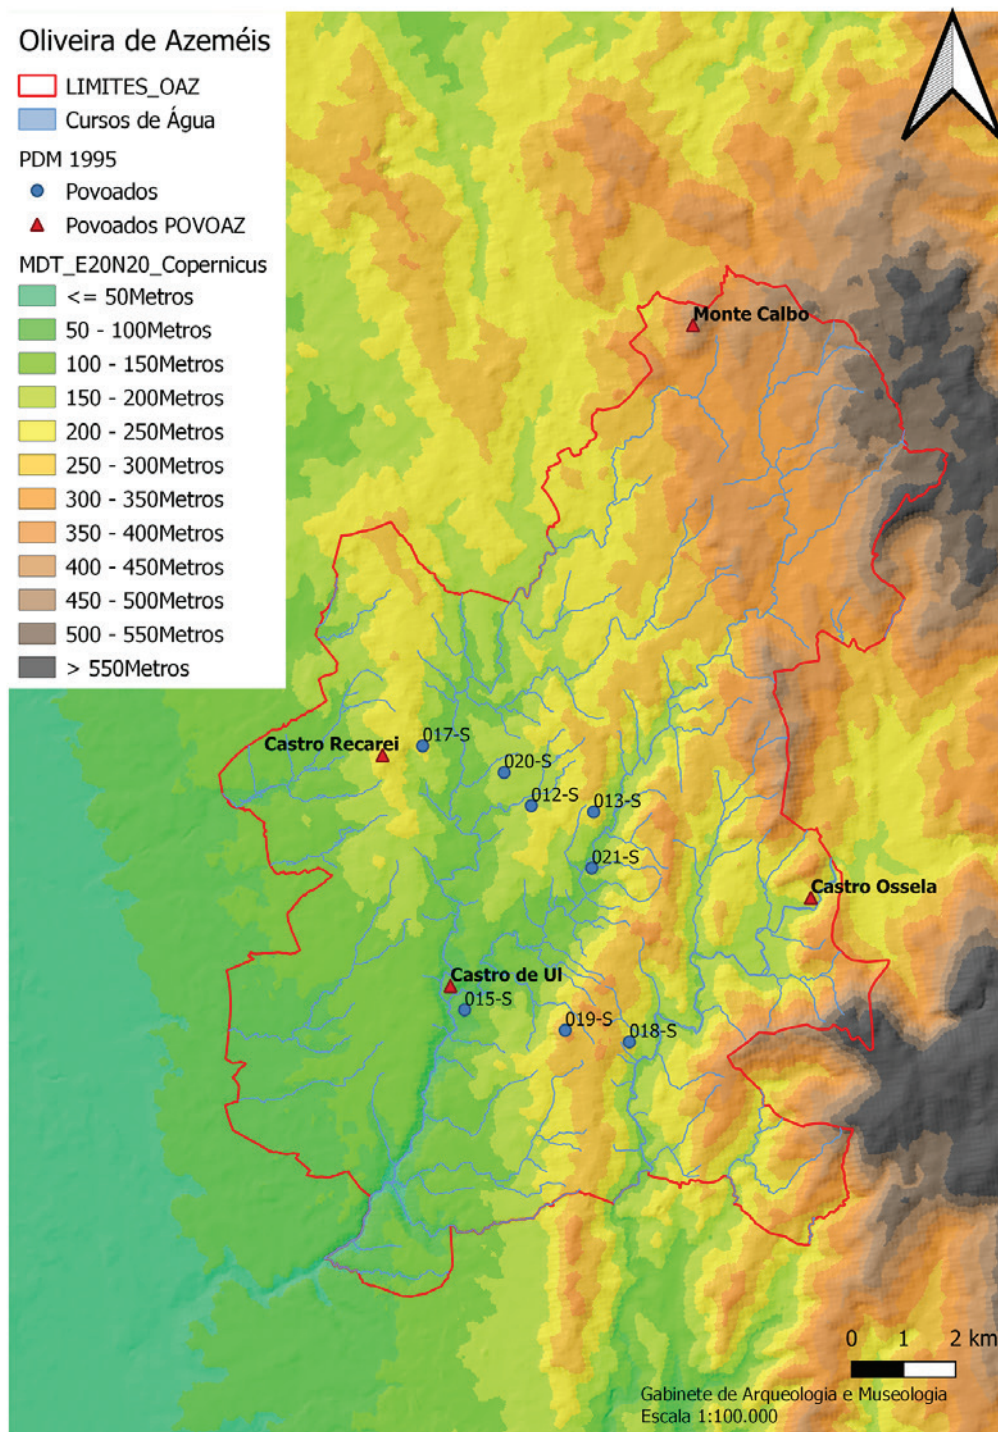 Oliveira de Azeméis
LIMITES_OAZ
Cursos de Água
PDM 1995
Povoados
Povoados POVOAZ
MDT_E20N20_Copernicus
<= 50Metros
50 - 100Metros
100 - 150Metros
150 - 200Metros
200 - 250Metros
250 - 300Metros
300 - 350Metros
350 - 400Metros
400 - 450Metros
450 - 500Metros
500 - 550Metros
> 550Metros
Monte Calbo
017-S
Castro Recarei
020-S
012-S
013-S
021-S
Castro Ossela
Castro de Ul
015-S
019-S
018-S
0 1 2 km
Gabinete de Arqueologia e Museologia
Escala 1:100.000